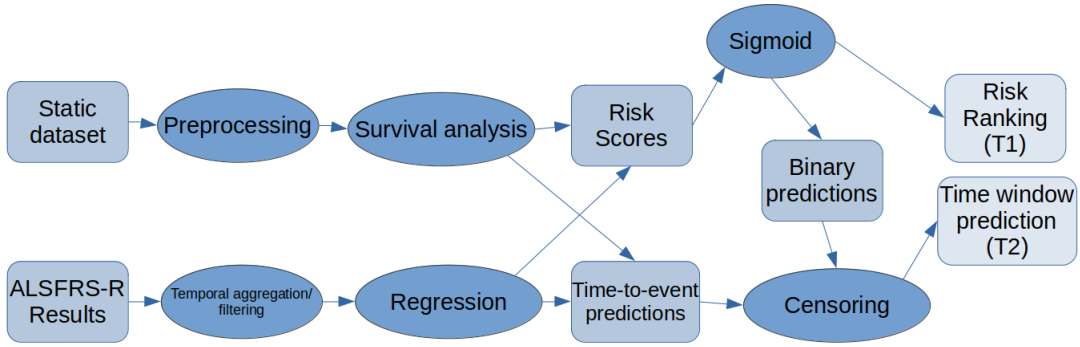 Static
dataset
Preprocessing
Survival analysis
Risk
Scores
Sigmoid
Risk
Ranking
(T1)
Binary
predictions
Time window
prediction
(T2)
ALSFRS-R
Results
Temporal aggregation/
filtering
Regression
Time-to-event
predictions
Censoring